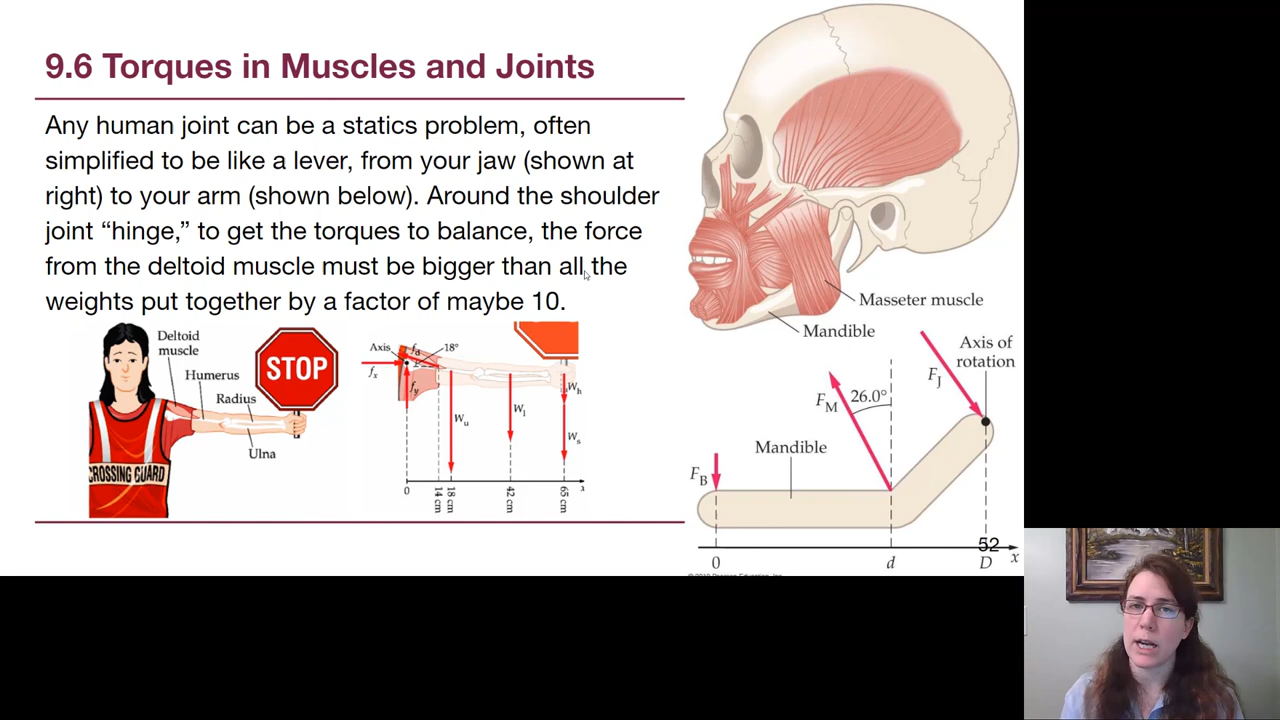 9.6 Torques in Muscles and Joints
Any human joint can be a statics problem, often
simplified to be like a lever, from your jaw (shown at
right) to your arm (shown below). Around the shoulder
joint “hinge,” to get the torques to balance, the force
from the deltoid muscle must be bigger than all the
weights put together by a factor of maybe 10.
Deltoid
muscle
Humerus
Radius
Ulna
STOP
CROSSING GUARD
Axis
fd
18°
fx
fy
Wu
Wl
Wh
Ws
0
14 cm
18 cm
42 cm
65 cm
Masseter muscle
Mandible
Axis of
rotation
FJ
FM
26.0°
Mandible
FB
52
0
d
D
x